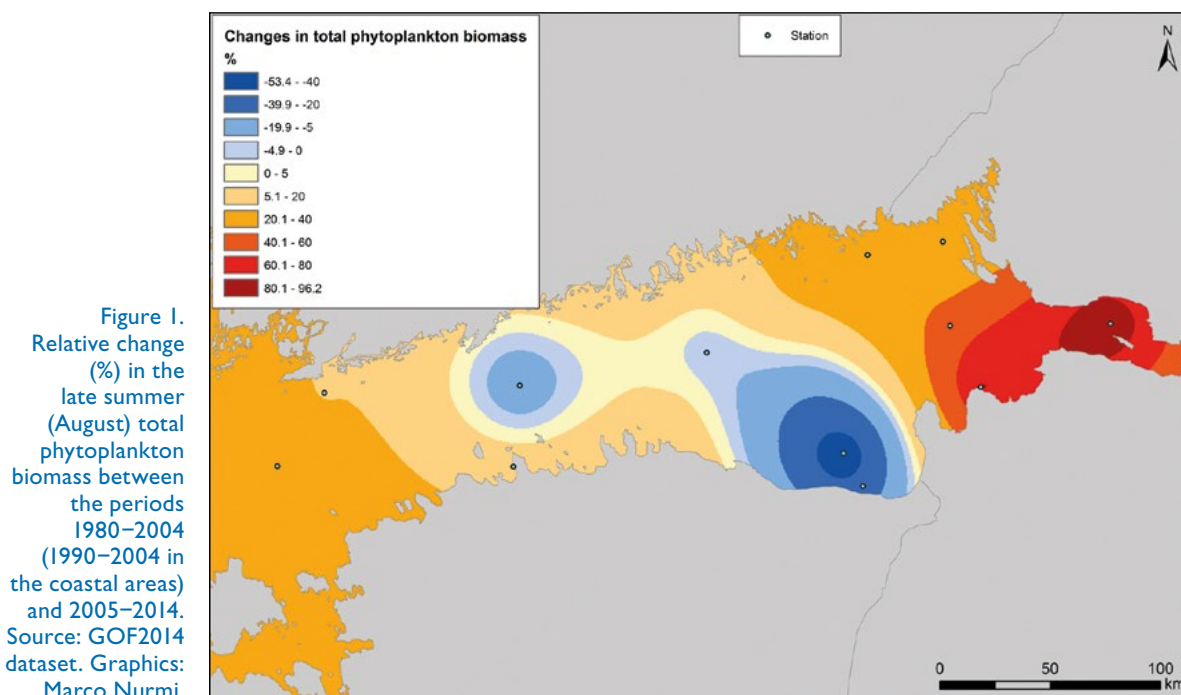 Changes in total phytoplankton biomass
%
-53.4 - -40
-39.9 - -20
-19.9 - -5
-4.9 - 0
0 - 5
5.1 - 20
20.1 - 40
40.1 - 60
60.1 - 80
80.1 - 96.2
Station
N
Figure 1.
Relative change
(%) in the
late summer
(August) total
phytoplankton
biomass between
the periods
1980–2004
(1990–2004 in
the coastal areas)
and 2005–2014.
Source: GOF2014
dataset. Graphics:
Marco Nurmi.
0 50 100
km